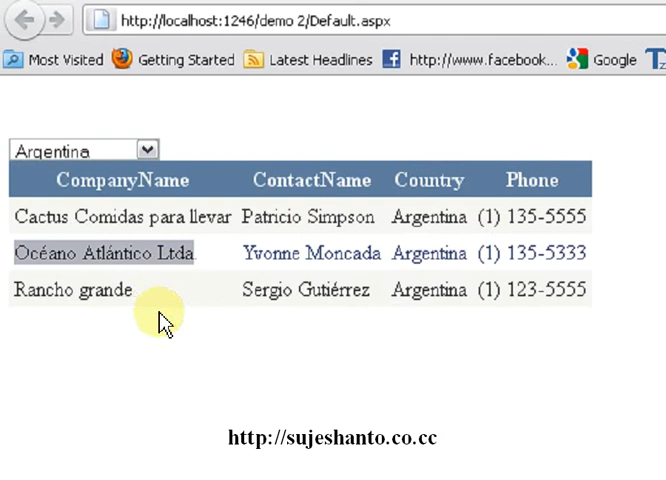 http://localhost:1246/demo 2/Default.aspx
Most Visited Getting Started Latest Headlines http://www.facebook... Google
Argentina
CompanyName ContactName Country Phone
Cactus Comidas para llevar Patricio Simpson Argentina (1) 135-5555
Océano Atlántico Ltda. Yvonne Moncada Argentina (1) 135-5333
Rancho grande Sergio Gutiérrez Argentina (1) 123-5555
http://sujeshanto.co.cc